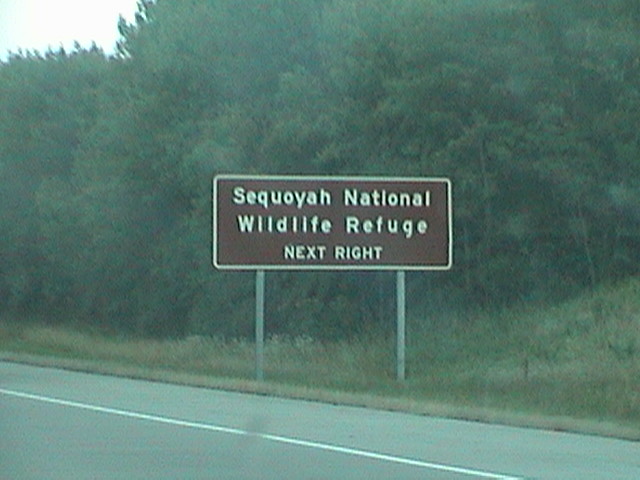 Sequoyah National
Wildlife Refuge
NEXT RIGHT